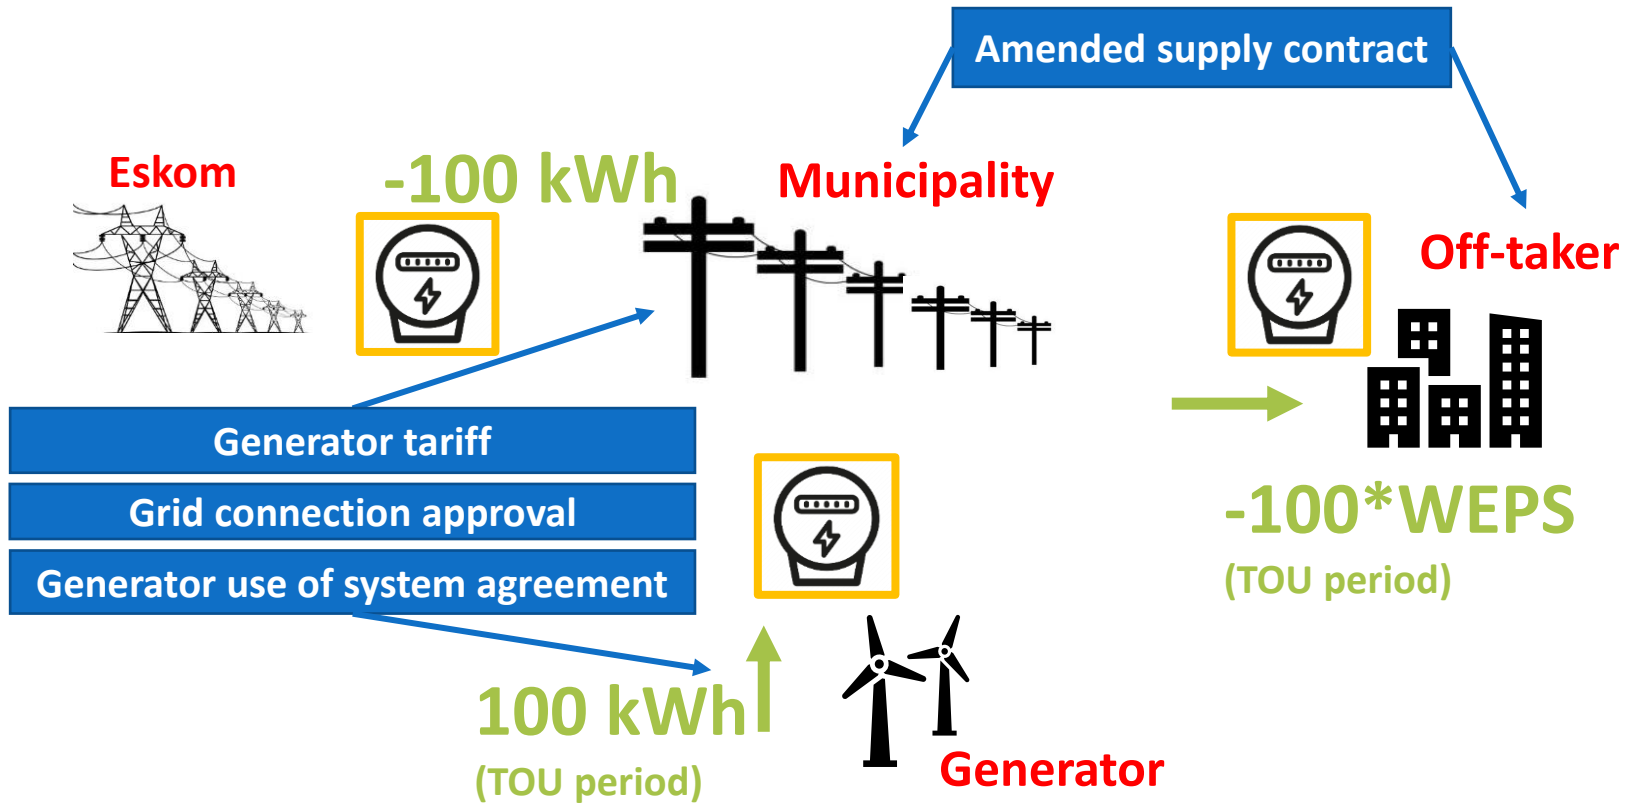 Amended supply contract
Eskom
-100 kWh
Municipality
Off-taker
Generator tariff
Grid connection approval
Generator use of system agreement
-100*WEPS
(TOU period)
100 kWh
(TOU period)
Generator